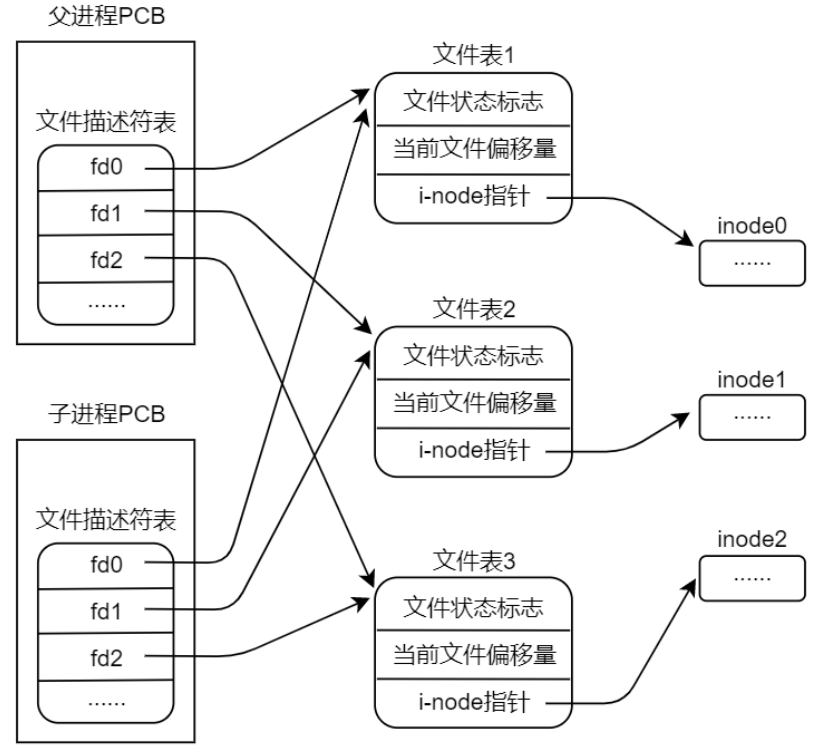 父进程PCB
文件描述符表
fd0
fd1
fd2
······
子进程PCB
文件描述符表
fd0
fd1
fd2
······
文件表1
文件状态标志
当前文件偏移量
i-node指针
文件表2
文件状态标志
当前文件偏移量
i-node指针
文件表3
文件状态标志
当前文件偏移量
i-node指针
inode0
······
inode1
······
inode2
······